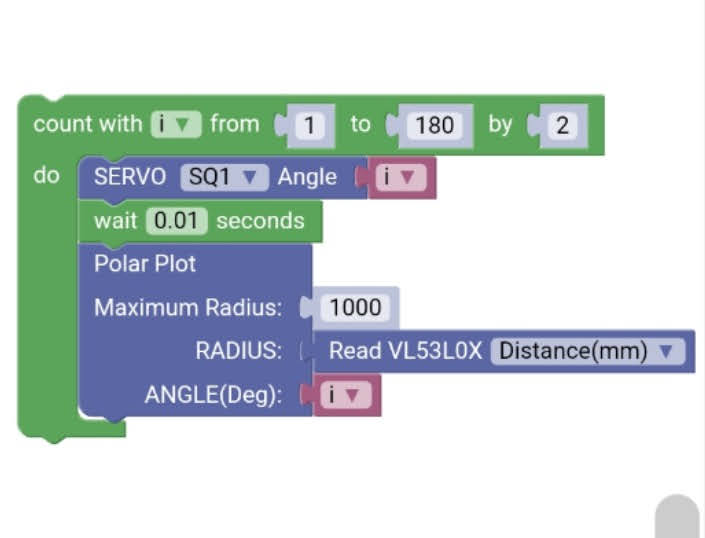 count with i ▼ from 1 to 180 by 2
do SERVO SQ1 ▼ Angle i ▼
wait 0.01 seconds
Polar Plot
Maximum Radius: 1000
RADIUS: Read VL53L0X Distance(mm) ▼
ANGLE(Deg): i ▼